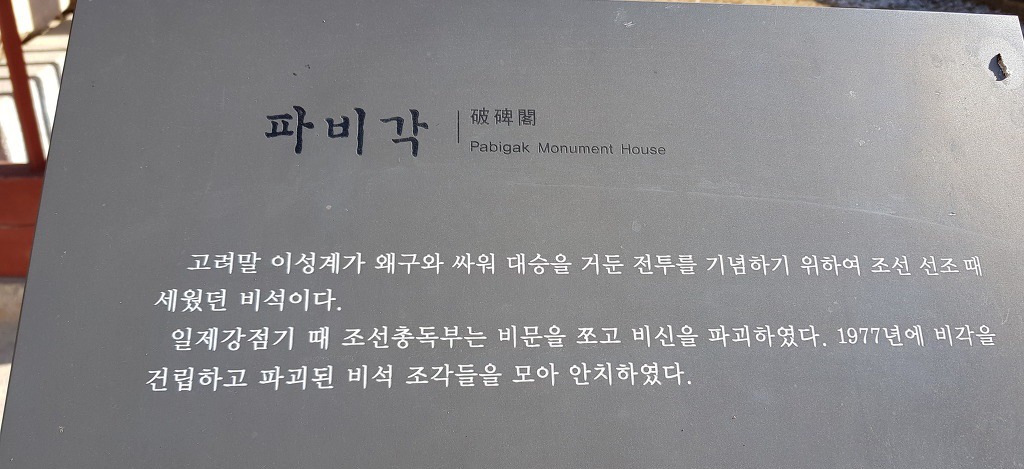 파비각
破碑閣
Pabigak Monument House
고려말 이성계가 왜구와 싸워 대승을 거둔 전투를 기념하기 위하여 조선 선조 때
세웠던 비석이다.
일제강점기 때 조선총독부는 비문을 쪼고 비신을 파괴하였다. 1977년에 비각을
건립하고 파괴된 비석 조각들을 모아 안치하였다.